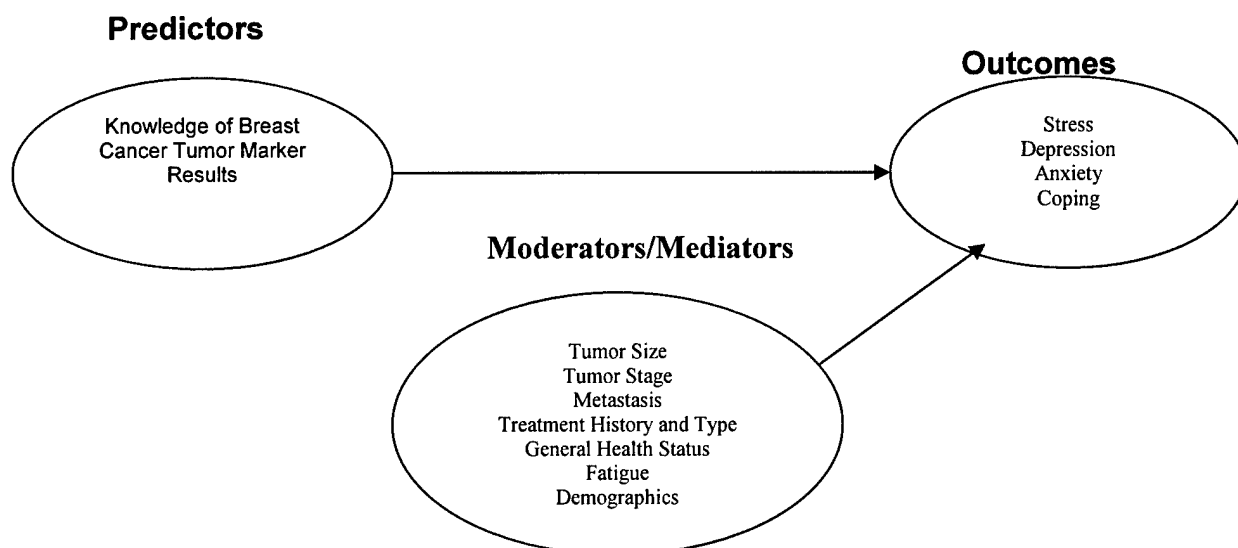 Predictors
Knowledge of Breast
Cancer Tumor Marker
Results
Outcomes
Stress
Depression
Anxiety
Coping
Moderators/Mediators
Tumor Size
Tumor Stage
Metastasis
Treatment History and Type
General Health Status
Fatigue
Demographics